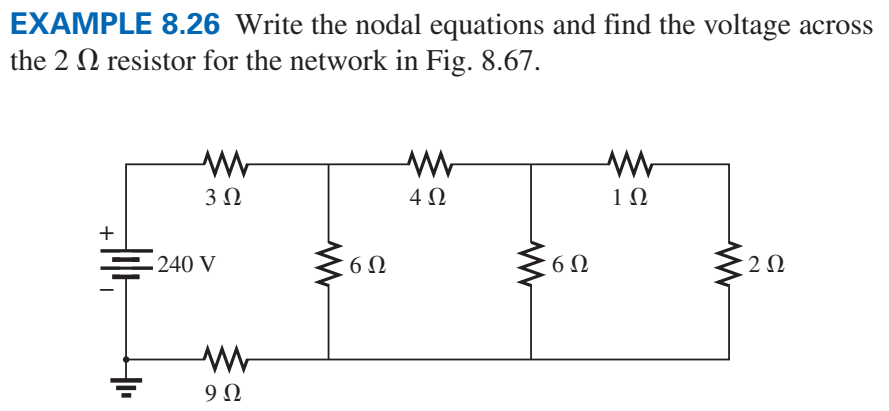 EXAMPLE 8.26 Write the nodal equations and find the voltage across
the 2 Ω resistor for the network in Fig. 8.67.
3 Ω
4 Ω
1 Ω
+
240 V
6 Ω
6 Ω
2 Ω
–
9 Ω